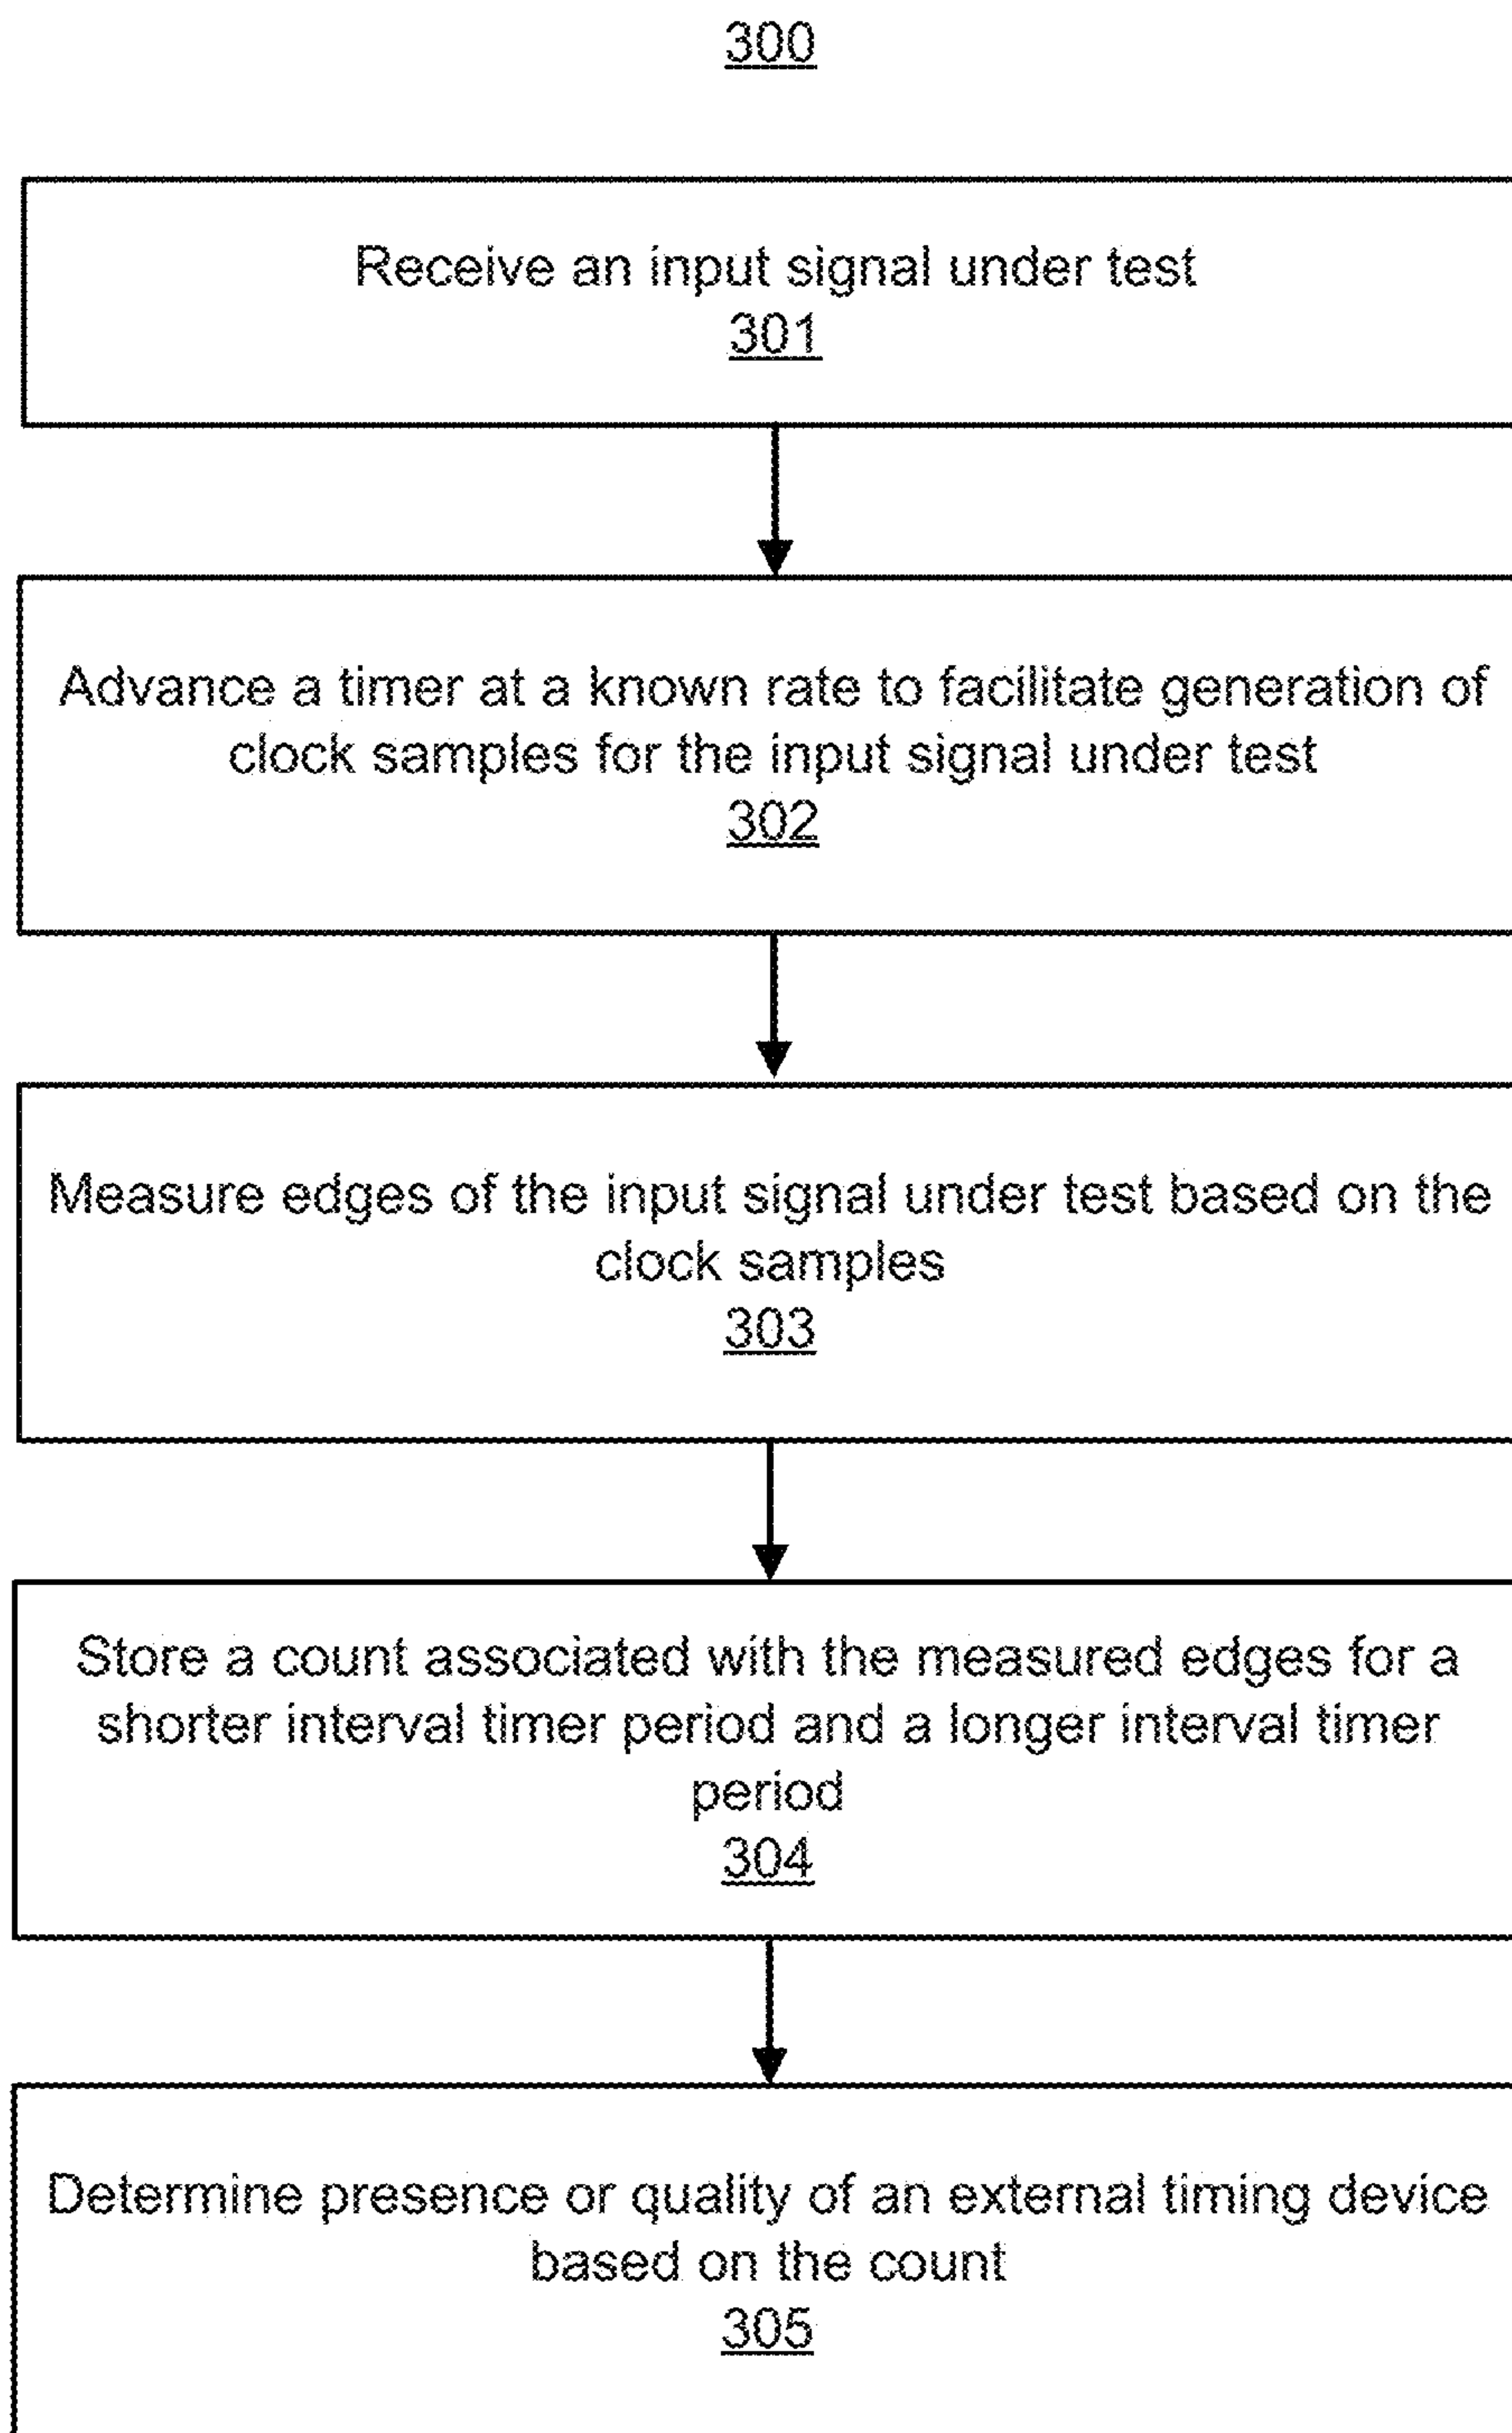 300
Receive an input signal under test
301
Advance a timer at a known rate to facilitate generation of
clock samples for the input signal under test
302
Measure edges of the input signal under test based on the
clock samples
303
Store a count associated with the measured edges for a
shorter interval timer period and a longer interval timer
period
304
Determine presence or quality of an external timing device
based on the count
305